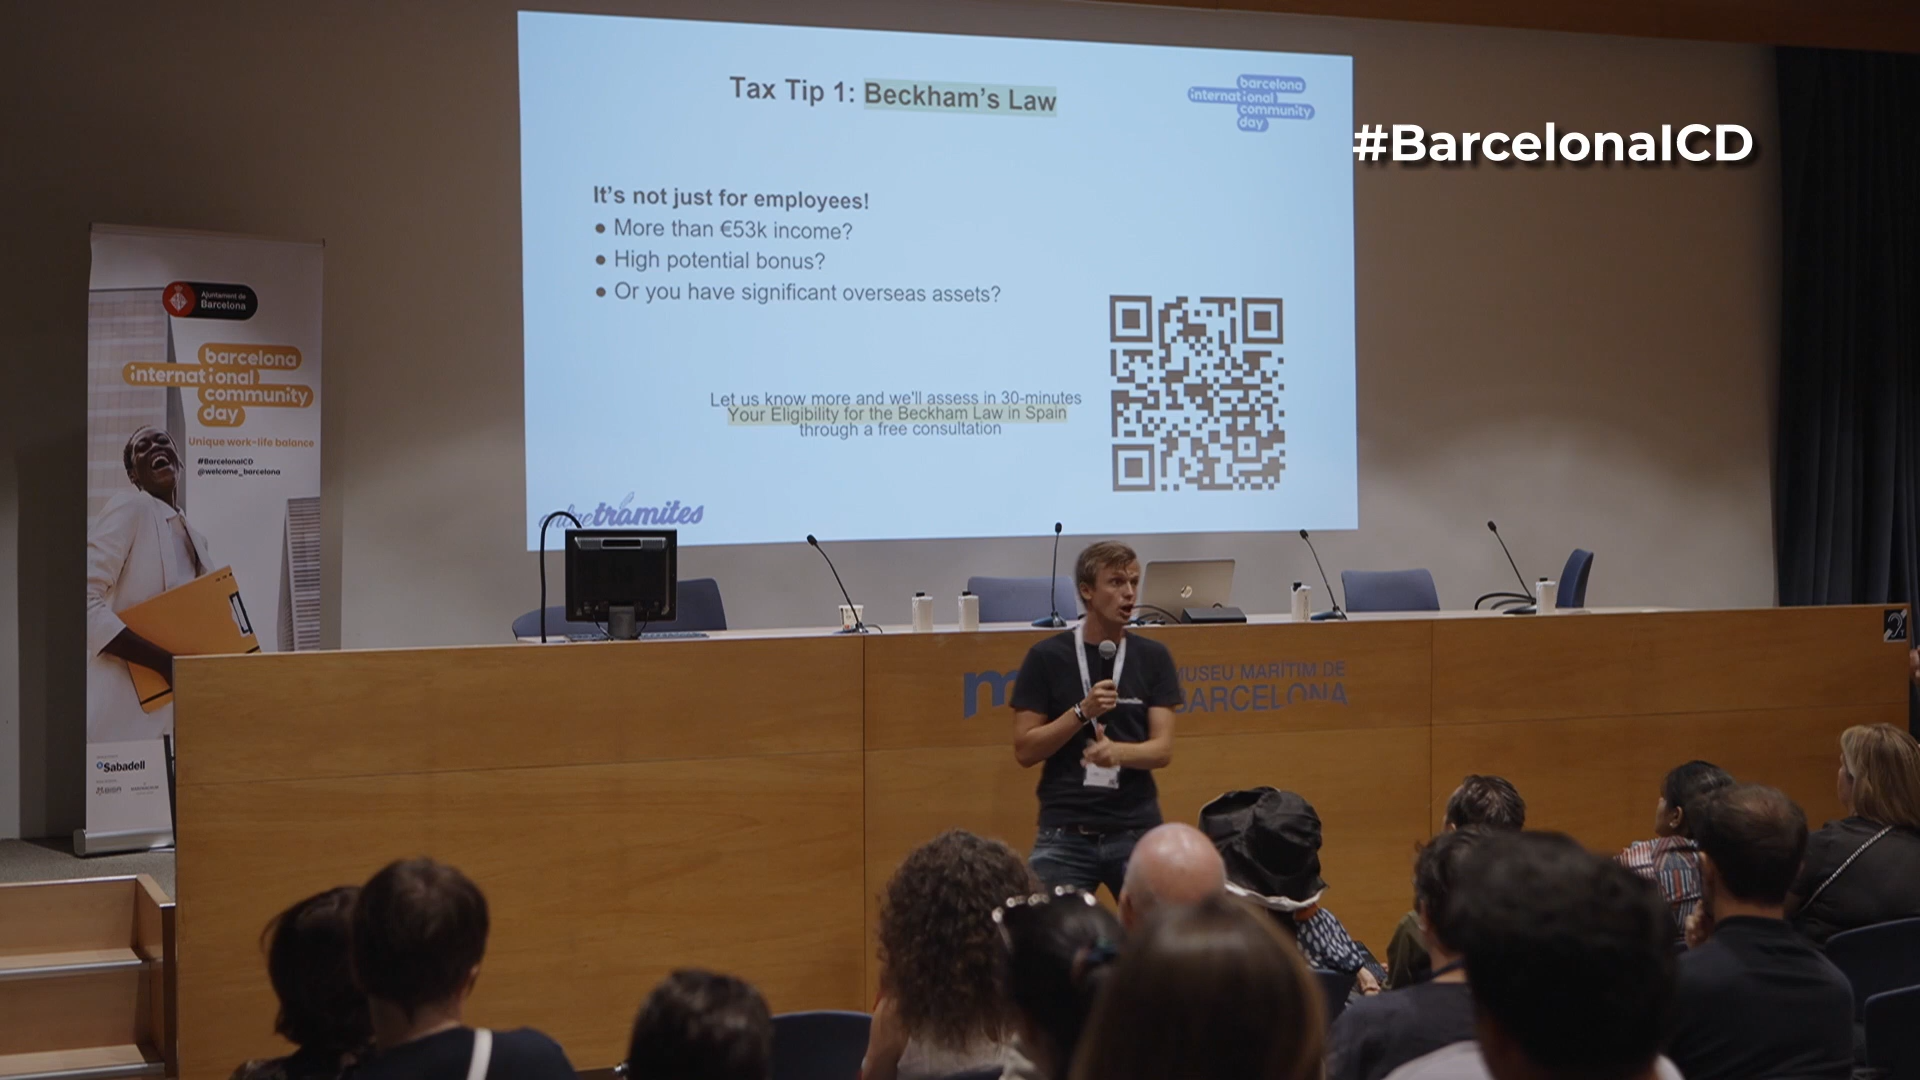 Tax Tip 1: Beckham's Law
barcelona
international
community
day
#BarcelonaICD
It's not just for employees!
● More than €53k income?
● High potential bonus?
● Or you have significant overseas assets?
Let us know more and we'll assess in 30-minutes
Your Eligibility for the Beckham Law in Spain
through a free consultation
entretrámites
Ajuntament de
Barcelona
barcelona
international
community
day
Unique work-life balance
#BarcelonaICD
@welcome_barcelona
Sabadell
hp
MUSEU MARÍTIM DE
BARCELONA